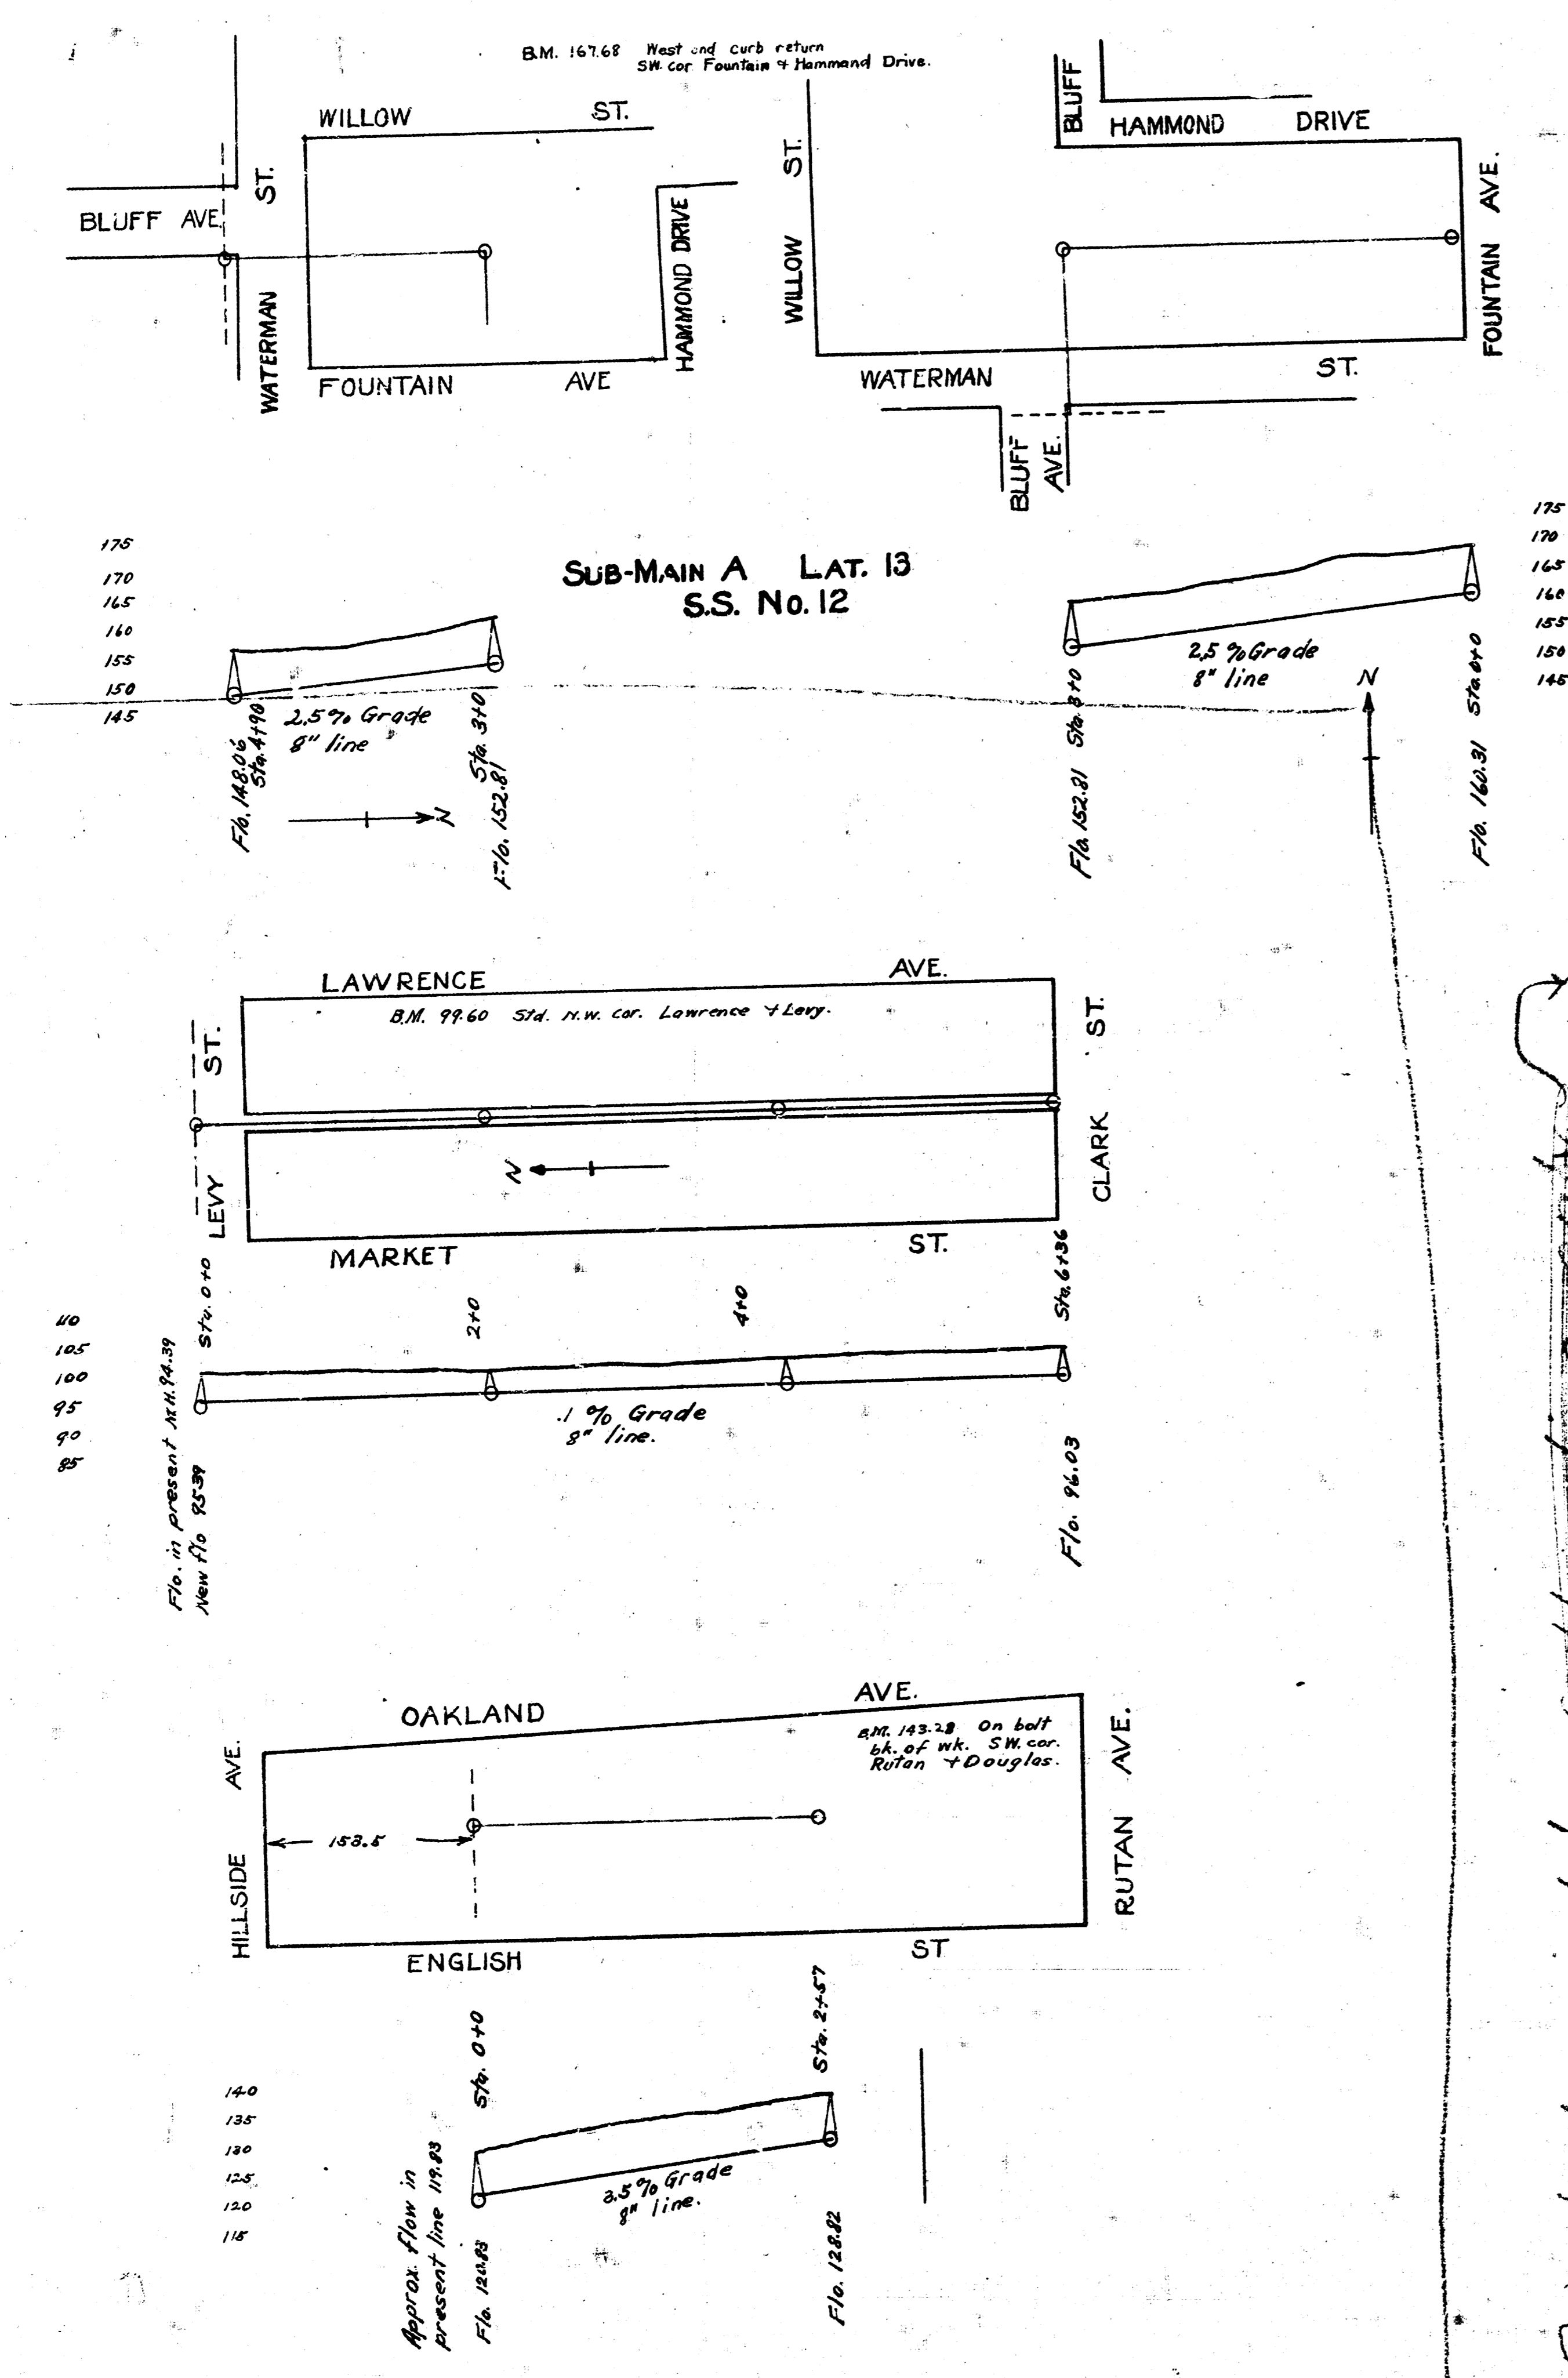 B.M. 167.68 West end curb return
SW. cor. Fountain & Hammand Drive.
WILLOW ST.
BLUFF AVE.
WATERMAN ST.
HAMMOND DRIVE
FOUNTAIN AVE
BLUFF
HAMMOND DRIVE
WILLOW ST.
FOUNTAIN AVE.
WATERMAN ST.
BLUFF
AVE.
SUB-MAIN A LAT. 13
S.S. No. 12
175
170
165
160
155
150
145
2.5% Grade
8" line
Flo. 148.06
Sta. 4+90
Sta. 3+0
Flo. 152.81
N
175
170
165
160
155
150
145
2.5% Grade
8" line
Flo. 152.81 Sta. 3+0
Flo. 160.31 Sta. 0+0
N
LAWRENCE AVE.
B.M. 99.60 Std. N.W. cor. Lawrence & Levy.
LEVY ST.
CLARK ST.
N
MARKET ST.
Sta. 0+0
2+0
4+0
Sta. 6+36
110
105
100
95
90
85
Flo. in present M.H. 94.39
New flo 95.39
.1% Grade
8" line.
Flo. 96.03
OAKLAND AVE.
B.M. 143.28 On bolt
bk. of wk. S.W. cor.
Rutan & Douglas.
HILLSIDE AVE.
153.5
RUTAN AVE.
ENGLISH ST
Sta. 0+0
Sta. 2+57
140
135
130
125
120
115
3.5% Grade
8" line.
Approx. flow in
present line 119.83
Flo. 120.83
Flo. 128.82